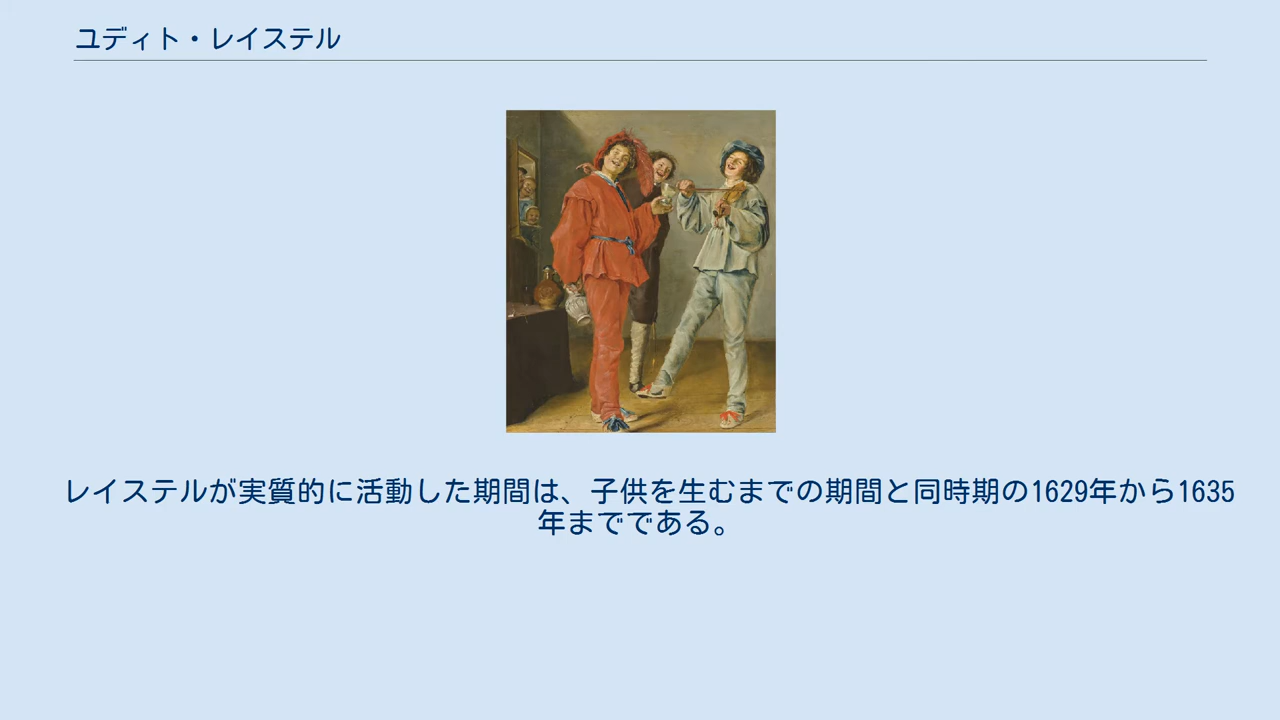 ユディト・レイステル
レイステルが実質的に活動した期間は、子供を生むまでの期間と同時期の1629年から1635
年までである。